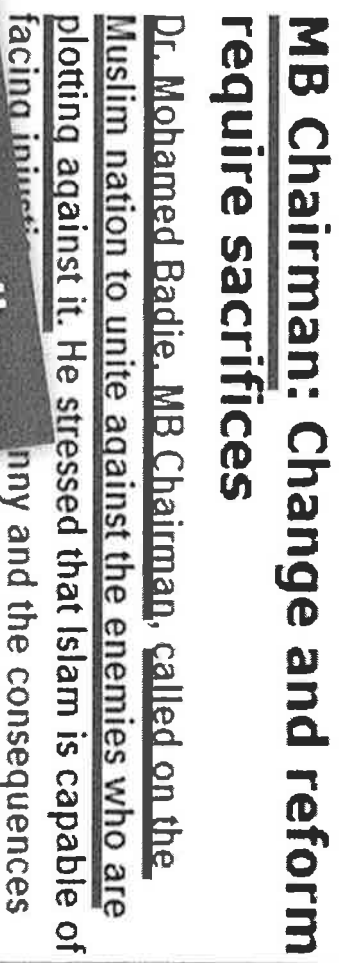 MB Chairman: Change and reform
require sacrifices
Dr. Mohamed Badie, MB Chairman, called on the
Muslim nation to unite against the enemies who are
plotting against it. He stressed that Islam is capable of
facing and the consequences